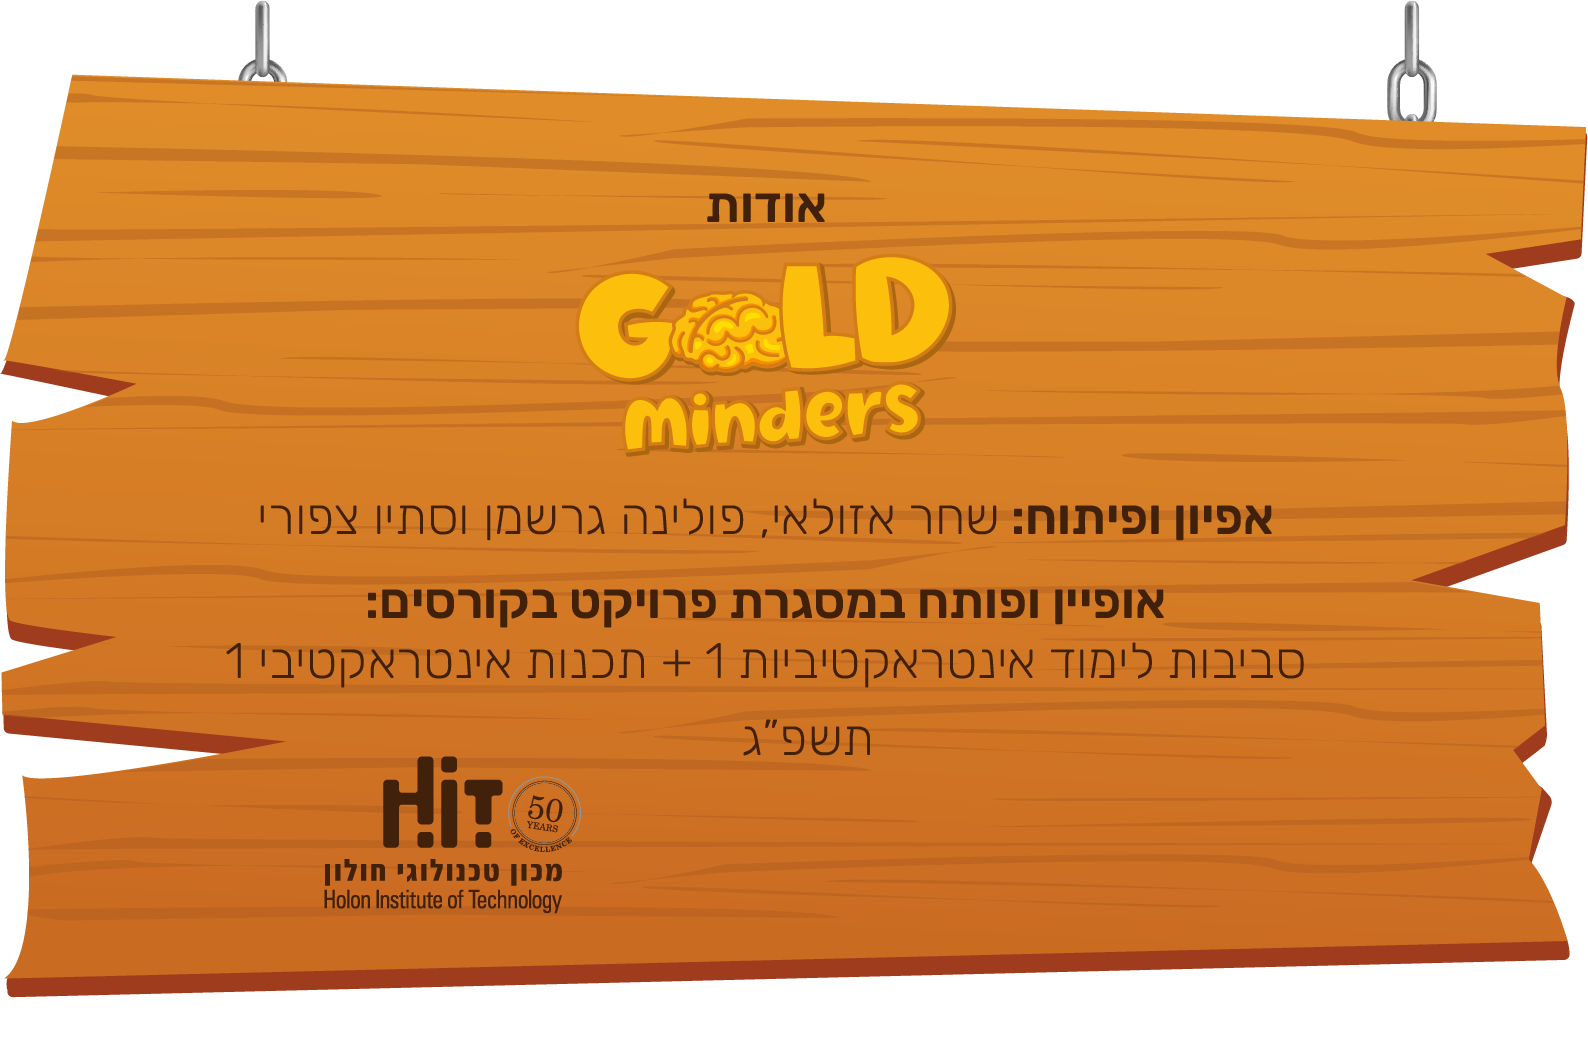 אודות
GOLD
minders
אפיון ופיתוח: שחר אזולאי, פולינה גרשמן וסתיו צפורי
אופיין ופותח במסגרת פרויקט בקורסים:
סביבות לימוד אינטראקטיביות 1 + תכנות אינטראקטיבי 1
תשפ"ג
HiT
50
YEARS
OF EXCELLENCE
מכון טכנולוגי חולון
Holon Institute of Technology